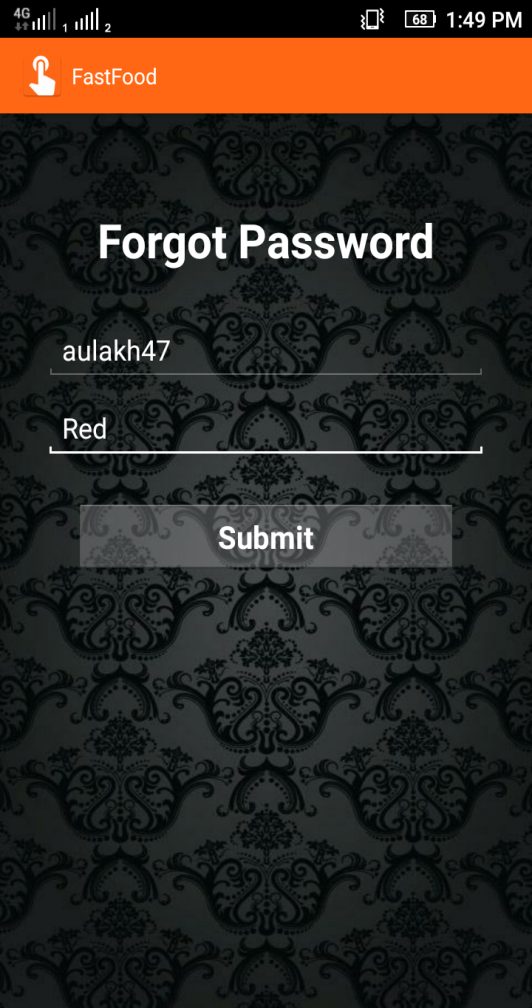 4G 1 2 68 1:49 PM
FastFood
Forgot Password
aulakh47
Red
Submit